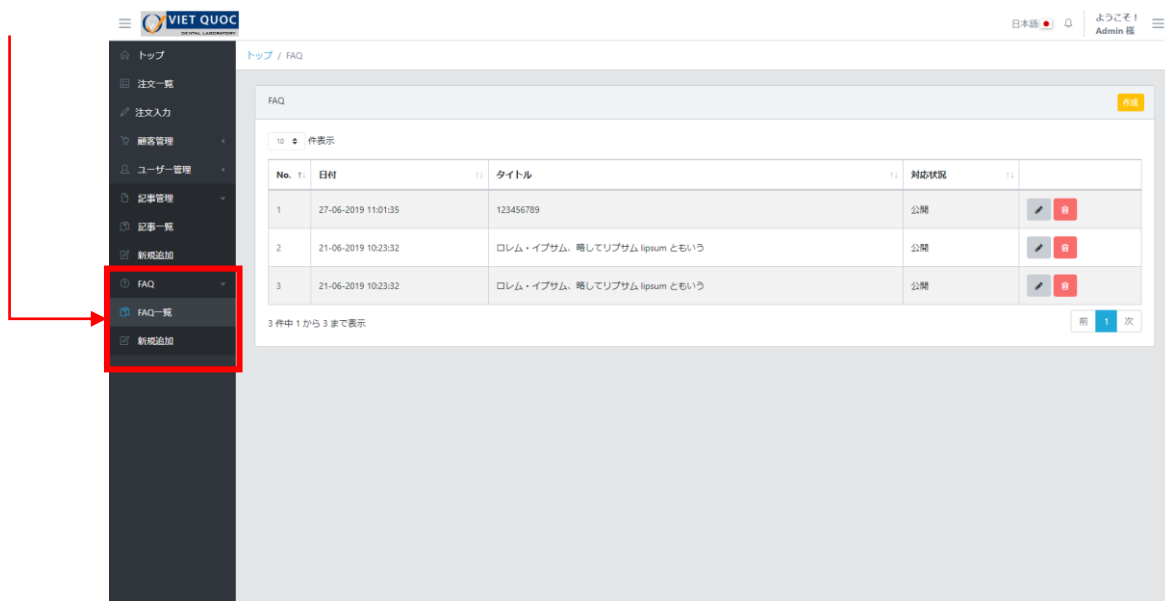 VIET QUOC
DENTAL LABORATORY
日本語
ようこそ！
Admin 様
トップ
注文一覧
注文入力
顧客管理
ユーザー管理
記事管理
記事一覧
新規追加
FAQ
FAQ一覧
新規追加
トップ / FAQ
FAQ
作成
10 件表示
No. 日付 タイトル 対応状況
1 27-06-2019 11:01:35 123456789 公開
2 21-06-2019 10:23:32 ロレム・イプサム、略してリプサム lipsum ともいう 公開
3 21-06-2019 10:23:32 ロレム・イプサム、略してリプサム lipsum ともいう 公開
3 件中 1 から 3 まで表示
前 1 次